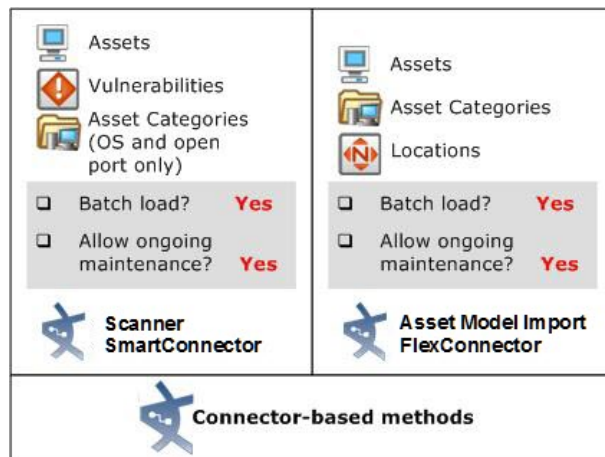 Assets
Vulnerabilities
Asset Categories
(OS and open
port only)
Batch load? Yes
Allow ongoing
maintenance? Yes
Scanner
SmartConnector
Assets
Asset Categories
N
Locations
Batch load? Yes
Allow ongoing
maintenance? Yes
Asset Model Import
FlexConnector
Connector-based methods